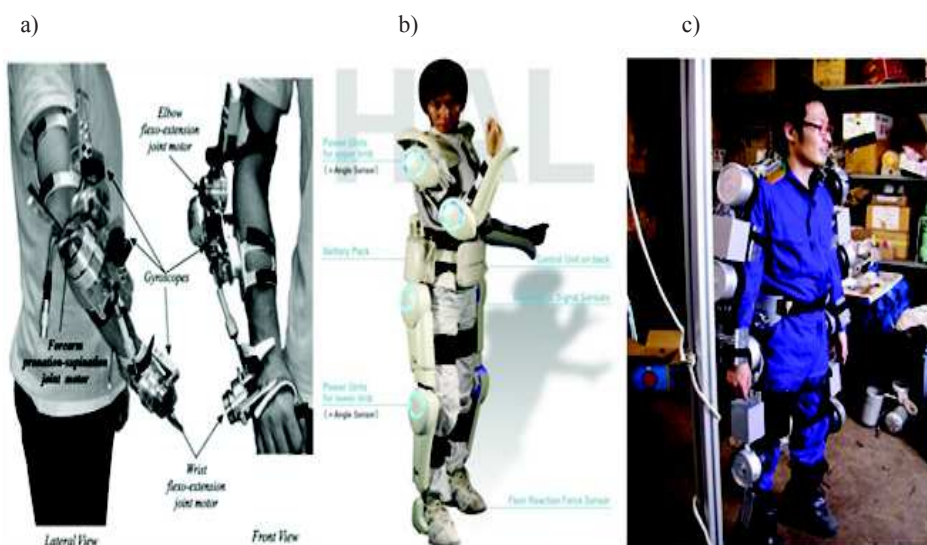 a)
b)
c)
Elbow
flexo-extension
joint motor
Gyroscopes
Forearm
pronation-supination
joint motor
Wrist
flexo-extension
joint motor
Lateral View
Front View
HAL
Power Units
for upper limb
(+Angle Sensor)
Battery Pack
Control Unit on back
Signal Sensors
Power Units
for lower limb
(+Angle Sensor)
Floor Reaction Force Sensor